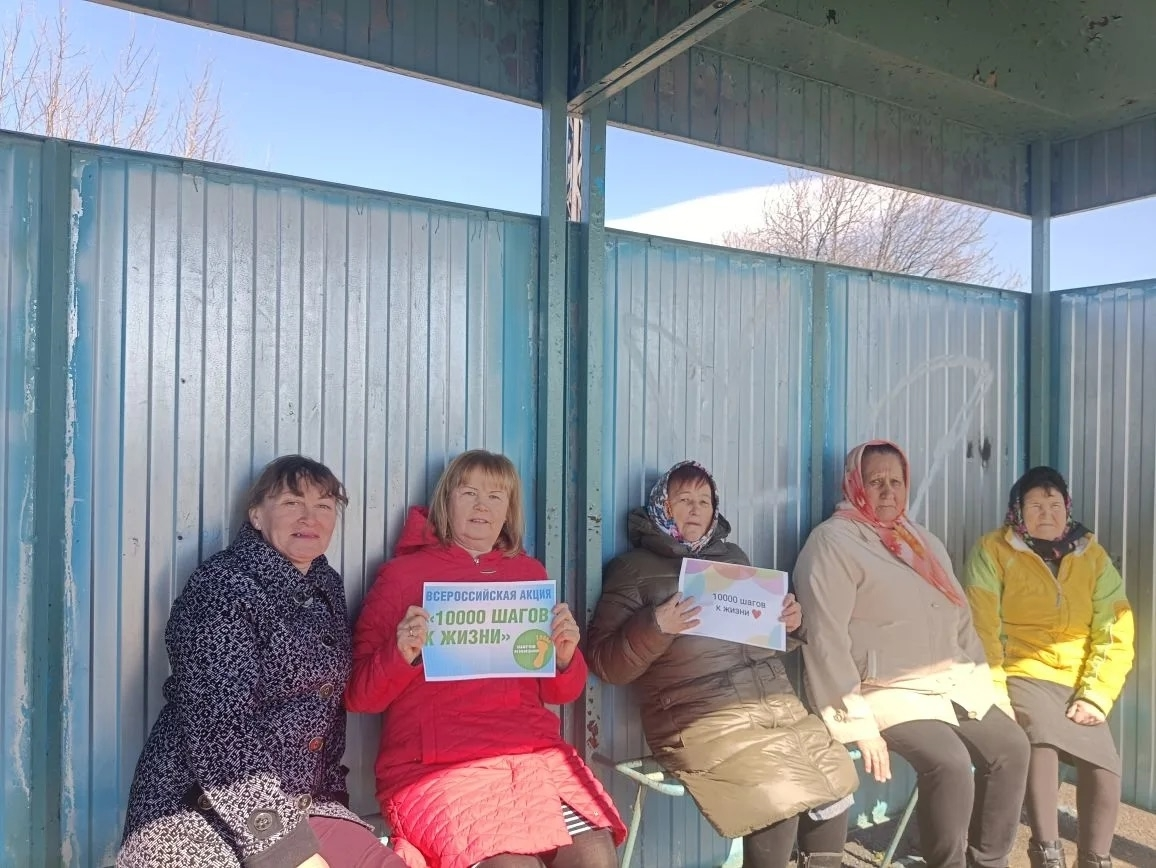 ВСЕРОССИЙСКАЯ АКЦИЯ
«10000 ШАГОВ
К ЖИЗНИ»
10000 шагов
к жизни